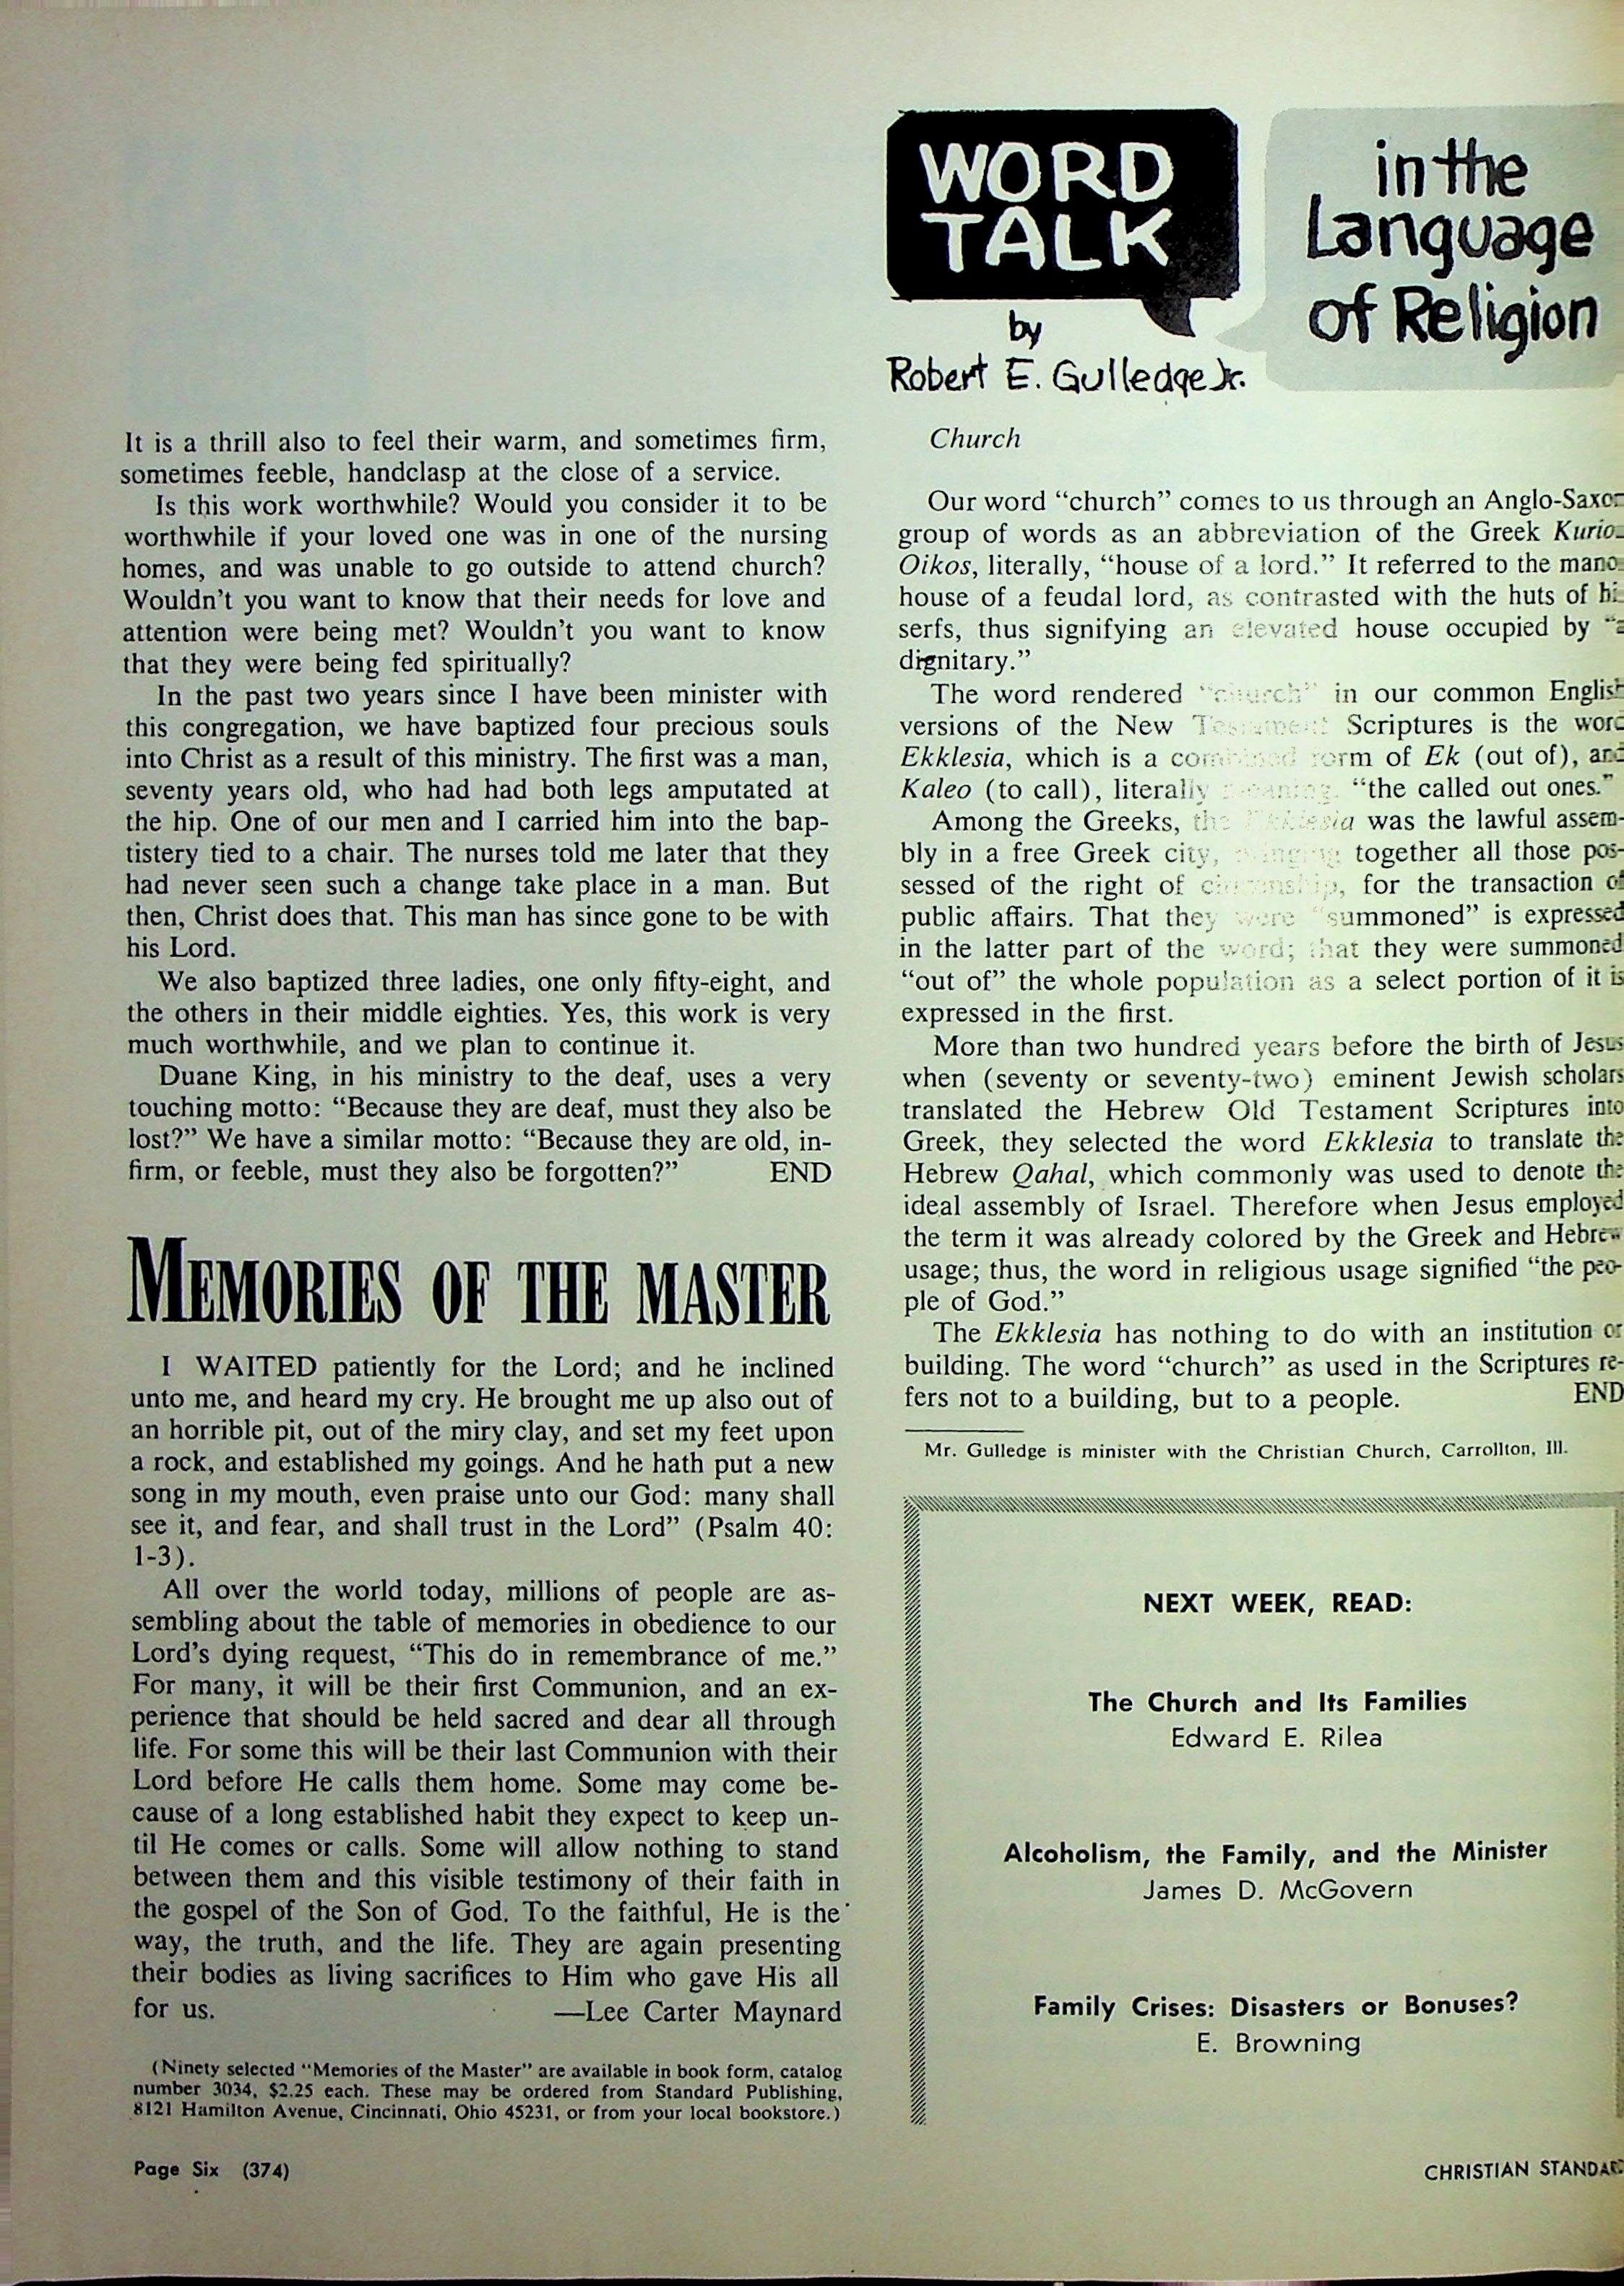 It is a thrill also to feel their warm, and sometimes firm,
sometimes feeble, handclasp at the close of a service.
Is this work worthwhile? Would you consider it to be
worthwhile if your loved one was in one of the nursing
homes, and was unable to go outside to attend church?
Wouldn't you want to know that their needs for love and
attention were being met? Wouldn't you want to know
that they were being fed spiritually?
In the past two years since I have been minister with
this congregation, we have baptized four precious souls
into Christ as a result of this ministry. The first was a man,
seventy years old, who had had both legs amputated at
the hip. One of our men and I carried him into the bap-
tistery tied to a chair. The nurses told me later that they
had never seen such a change take place in a man. But
then, Christ does that. This man has since gone to be with
his Lord.
We also baptized three ladies, one only fifty-eight, and
the others in their middle eighties. Yes, this work is very
much worthwhile, and we plan to continue it.
Duane King, in his ministry to the deaf, uses a very
touching motto: “Because they are deaf, must they also be
lost?” We have a similar motto: “Because they are old, in-
firm, or feeble, must they also be forgotten?” END
MEMORIES OF THE MASTER
I WAITED patiently for the Lord; and he inclined
unto me, and heard my cry. He brought me up also out of
an horrible pit, out of the miry clay, and set my feet upon
a rock, and established my goings. And he hath put a new
song in my mouth, even praise unto our God: many shall
see it, and fear, and shall trust in the Lord” (Psalm 40:
1-3).
All over the world today, millions of people are as-
sembling about the table of memories in obedience to our
Lord's dying request, “This do in remembrance of me.”
For many, it will be their first Communion, and an ex-
perience that should be held sacred and dear all through
life. For some this will be their last Communion with their
Lord before He calls them home. Some may come be-
cause of a long established habit they expect to keep un-
til He comes or calls. Some will allow nothing to stand
between them and this visible testimony of their faith in
the gospel of the Son of God. To the faithful, He is the
way, the truth, and the life. They are again presenting
their bodies as living sacrifices to Him who gave His all
for us. —Lee Carter Maynard
(Ninety selected “Memories of the Master” are available in book form, catalog
number 3034, $2.25 each. These may be ordered from Standard Publishing,
8121 Hamilton Avenue, Cincinnati, Ohio 45231, or from your local bookstore.)
Page Six (374)
WORD
TALK
in the
Language
of Religion
by
Robert E. Gulledge Jr.
Church
Our word “church” comes to us through an Anglo-Saxon
group of words as an abbreviation of the Greek
Oikos, literally, “house of a lord.” It referred to the
house of a feudal lord, as contrasted with the huts of
serfs, thus signifying an elevated house occupied by “a
dignitary.”
The word rendered “church” in our common English
versions of the New Testament Scriptures is the word
Ekklesia, which is a combined form of Ek (out of), and
Kaleo (to call), literally meaning, “the called out ones.”
Among the Greeks, the Ekklesia was the lawful assem-
bly in a free Greek city, bringing together all those pos-
sessed of the right of citizenship, for the transaction of
public affairs. That they were “summoned” is expressed
in the latter part of the word; that they were summoned
“out of” the whole population as a select portion of it is
expressed in the first.
More than two hundred years before the birth of Jesus
when (seventy or seventy-two) eminent Jewish scholars
translated the Hebrew Old Testament Scriptures into
Greek, they selected the word Ekklesia to translate the
Hebrew Qahal, which commonly was used to denote the
ideal assembly of Israel. Therefore when Jesus employed
the term it was already colored by the Greek and Hebrew
usage; thus, the word in religious usage signified “the peo-
ple of God.”
The Ekklesia has nothing to do with an institution or
building. The word “church” as used in the Scriptures re-
fers not to a building, but to a people. END
Mr. Gulledge is minister with the Christian Church, Carrollton, Ill.
NEXT WEEK, READ:
The Church and Its Families
Edward E. Rilea
Alcoholism, the Family, and the Minister
James D. McGovern
Family Crises: Disasters or Bonuses?
E. Browning
CHRISTIAN